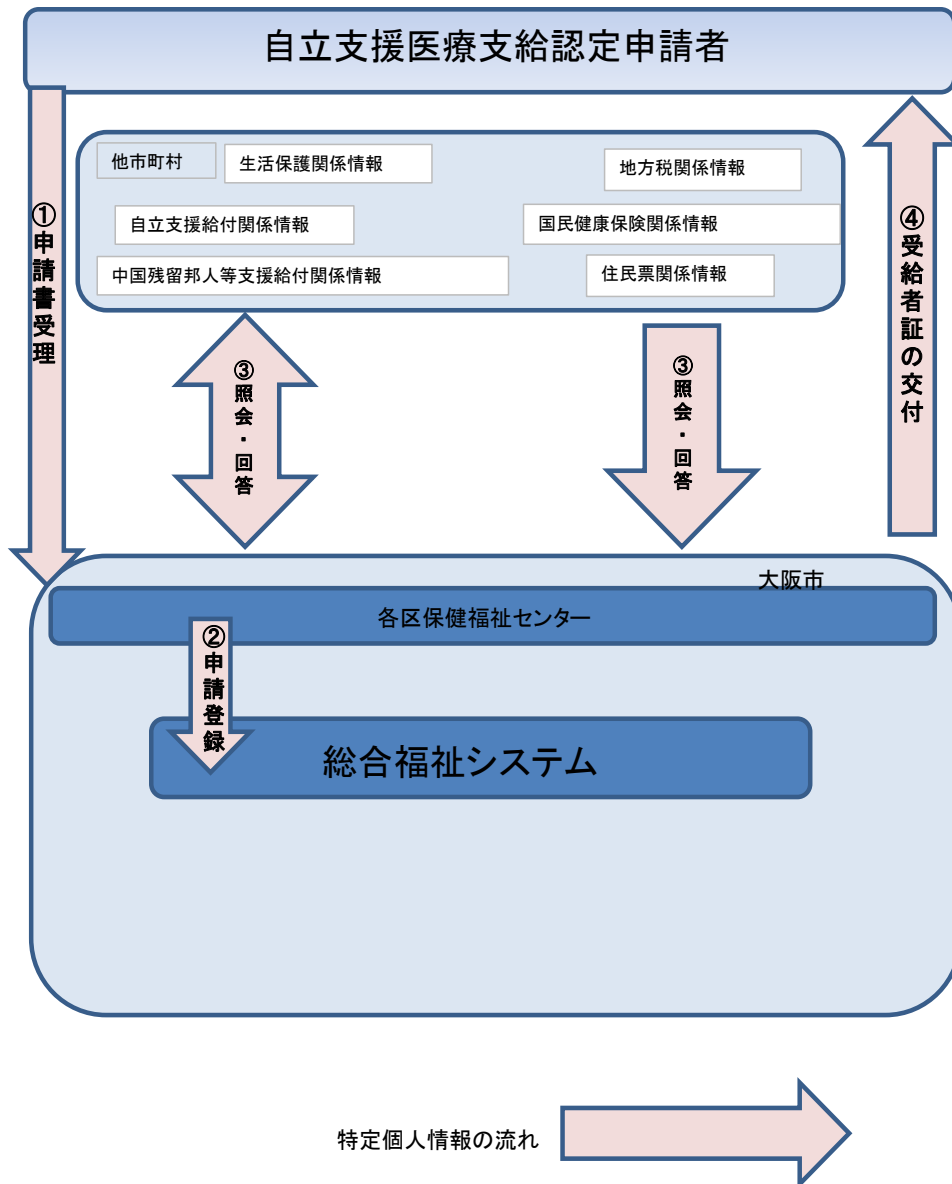 自立支援医療支給認定申請者
①申請書受理
他市町村
生活保護関係情報
地方税関係情報
自立支援給付関係情報
国民健康保険関係情報
中国残留邦人等支援給付関係情報
住民票関係情報
④受給者証の交付
③照会・回答
③照会・回答
大阪市
各区保健福祉センター
②申請登録
総合福祉システム
特定個人情報の流れ